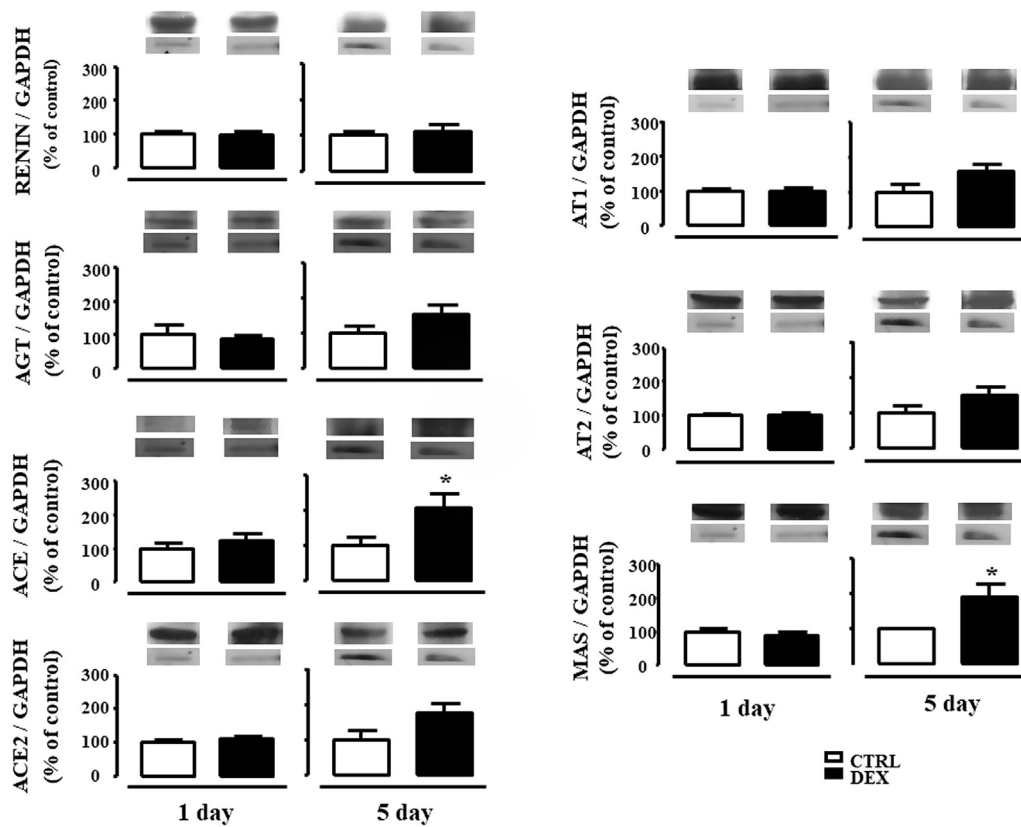 RENIN / GAPDH
(% of control)
300
200
100
0
AGT / GAPDH
(% of control)
300
200
100
0
ACE / GAPDH
(% of control)
300
200
100
0
*
ACE2 / GAPDH
(% of control)
300
200
100
0
1 day
5 day
AT1 / GAPDH
(% of control)
300
200
100
0
AT2 / GAPDH
(% of control)
300
200
100
0
MAS / GAPDH
(% of control)
300
200
100
0
*
1 day
5 day
CTRL
DEX